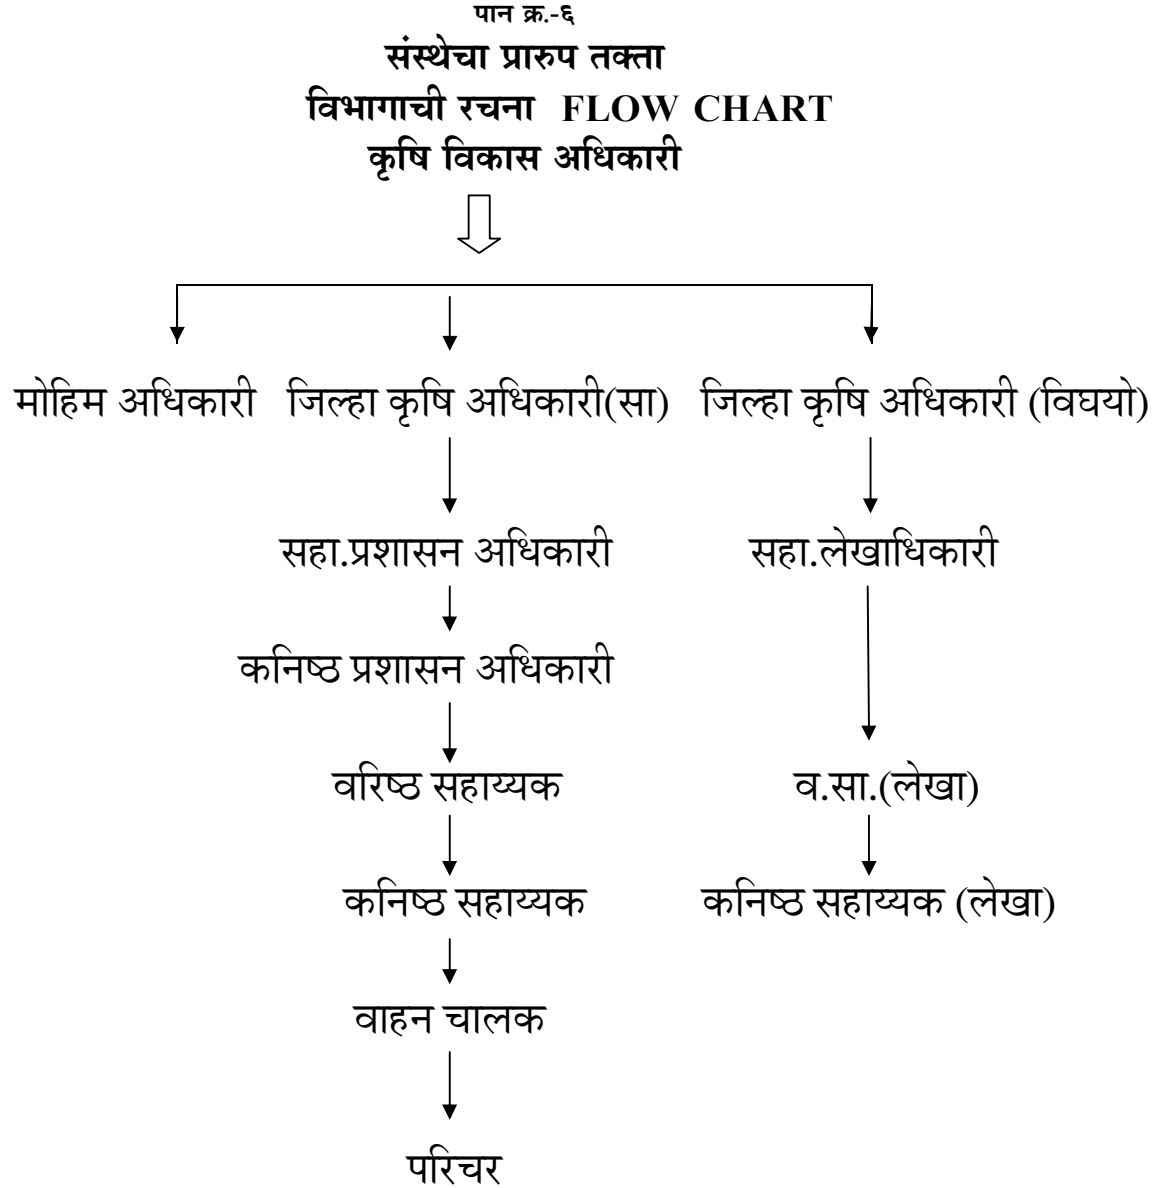 पान क्र.-६
संस्थेचा प्रारुप तक्ता
विभागाची रचना FLOW CHART
कृषि विकास अधिकारी
मोहिम अधिकारी जिल्हा कृषि अधिकारी(सा) जिल्हा कृषि अधिकारी (विघयो)
सहा.प्रशासन अधिकारी सहा.लेखाधिकारी
कनिष्ठ प्रशासन अधिकारी
वरिष्ठ सहाय्यक व.सा.(लेखा)
कनिष्ठ सहाय्यक कनिष्ठ सहाय्यक (लेखा)
वाहन चालक
परिचर